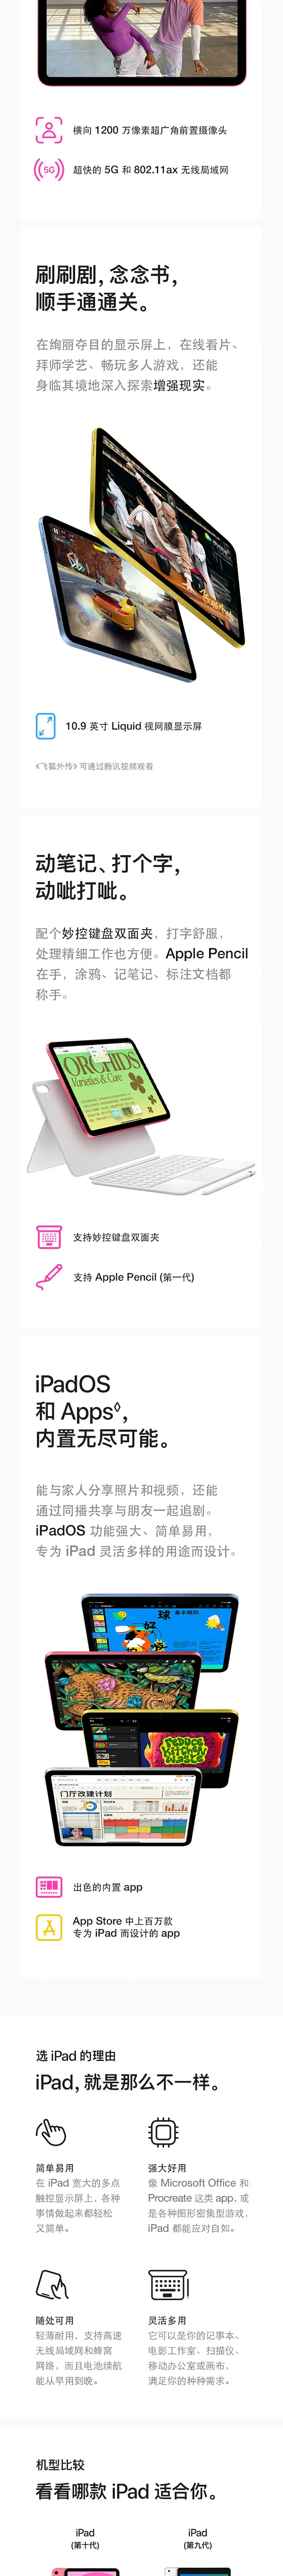 横向 1200 万像素超广角前置摄像头
5G
超快的 5G 和 802.11ax 无线局域网
刷刷剧，念念书，
顺手通通关。
在绚丽夺目的显示屏上，在线看片、
拜师学艺、畅玩多人游戏，还能
身临其境地深入探索增强现实。
10.9 英寸 Liquid 视网膜显示屏
《飞狐外传》可通过腾讯视频观看
动笔记、打个字，
动呲打呲。
配个妙控键盘双面夹，打字舒服，
处理精细工作也方便。Apple Pencil
在手，涂鸦、记笔记、标注文档都
称手。
ORCHIDS
Varieties & Care
支持妙控键盘双面夹
支持 Apple Pencil (第一代)
iPadOS
和 Apps◊，
内置无尽可能。
能与家人分享照片和视频，还能
通过同播共享与朋友一起追剧。
iPadOS 功能强大、简单易用，
专为 iPad 灵活多样的用途而设计。
好球
基本规则
门厅改建计划
出色的内置 app
App Store 中上百万款
专为 iPad 而设计的 app
选 iPad 的理由
iPad，就是那么不一样。
简单易用
在 iPad 宽大的多点
触控显示屏上，各种
事情做起来都轻松
又简单。
强大好用
像 Microsoft Office 和
Procreate 这类 app，或
是各种图形密集型游戏，
iPad 都能应对自如。
随处可用
轻薄耐用，支持高速
无线局域网和蜂窝
网络，而且电池续航
能从早用到晚。
灵活多用
它可以是你的记事本、
电影工作室、扫描仪、
移动办公室或画布，
满足你的种种需求。
机型比较
看看哪款 iPad 适合你。
iPad
(第十代)
iPad
(第九代)